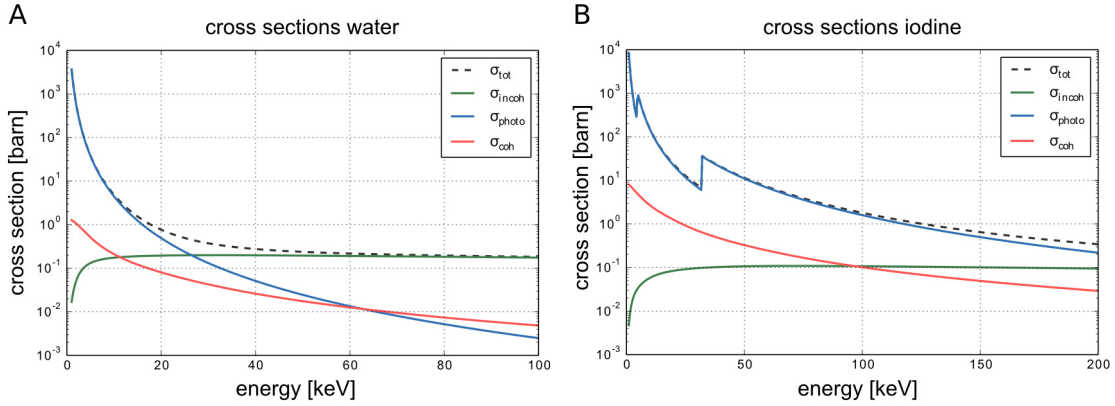 A
cross sections water
10^4
10^3
10^2
10^1
10^0
10^-1
10^-2
10^-3
cross section [barn]
0 20 40 60 80 100
energy [keV]
σtot
σincoh
σphoto
σcoh
B
cross sections iodine
10^4
10^3
10^2
10^1
10^0
10^-1
10^-2
10^-3
cross section [barn]
0 50 100 150 200
energy [keV]
σtot
σincoh
σphoto
σcoh